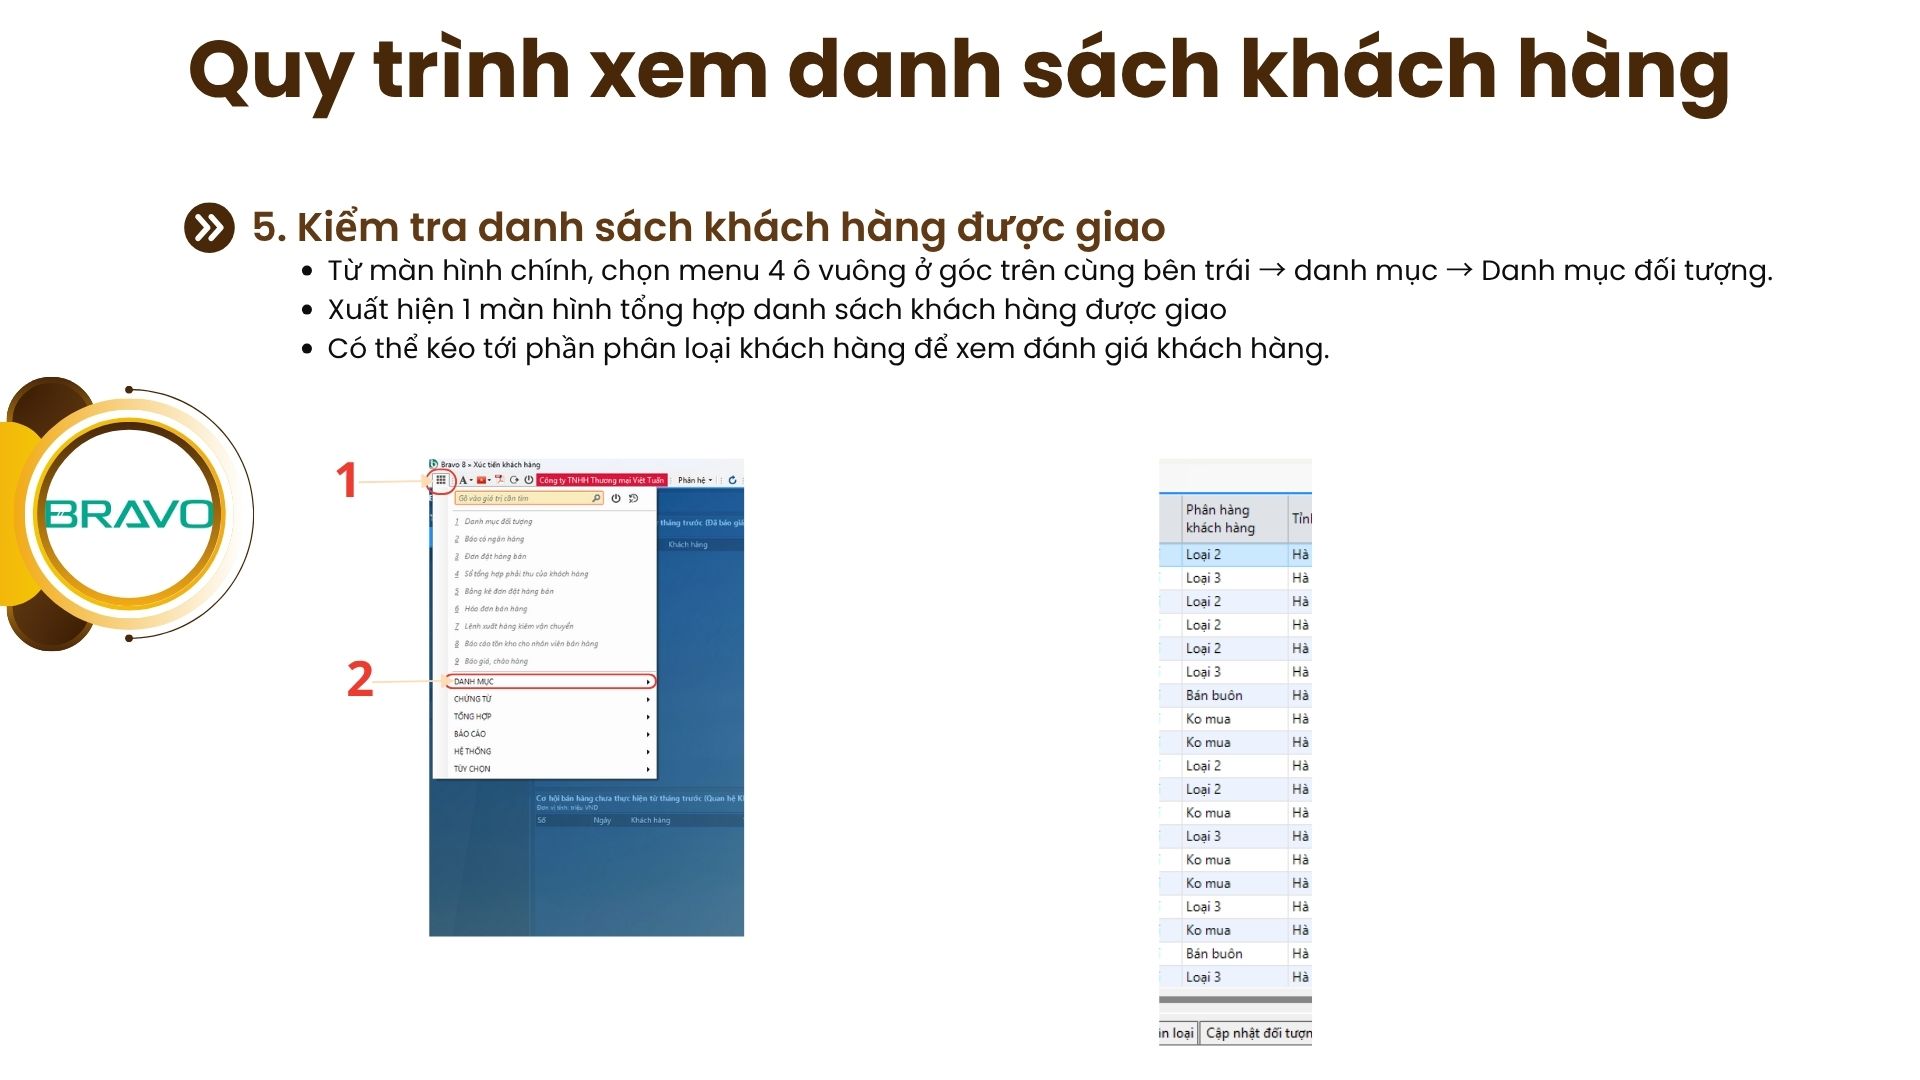 Quy trình xem danh sách khách hàng
5. Kiểm tra danh sách khách hàng được giao
• Từ màn hình chính, chọn menu 4 ô vuông ở góc trên cùng bên trái → danh mục → Danh mục đối tượng.
• Xuất hiện 1 màn hình tổng hợp danh sách khách hàng được giao
• Có thể kéo tới phần phân loại khách hàng để xem đánh giá khách hàng.
BRAVO
1
2
Bravo 8 » Xúc tiến khách hàng
Công ty TNHH Thương mại Việt Tuấn Phân hệ
Gõ vào giá trị cần tìm
1 Danh mục đối tượng
2 Báo có ngân hàng
3 Đơn đặt hàng bán
4 Sổ tổng hợp phải thu của khách hàng
5 Bảng kê đơn đặt hàng bán
6 Hóa đơn bán hàng
7 Lệnh xuất hàng kiêm vận chuyển
8 Báo cáo tồn kho cho nhân viên bán hàng
9 Báo giá, chào hàng
DANH MỤC
CHỨNG TỪ
TỔNG HỢP
BÁO CÁO
HỆ THỐNG
TÙY CHỌN
tháng trước (Đã báo giá
Khách hàng
Cơ hội bán hàng chưa thực hiện từ tháng trước (Quan hệ K
Đơn vị tính: triệu VND
Số Ngày Khách hàng
Phân hàng
khách hàng
Tỉn
Loại 2 Hà
Loại 3 Hà
Loại 2 Hà
Loại 2 Hà
Loại 2 Hà
Loại 3 Hà
Bán buôn Hà
Ko mua Hà
Ko mua Hà
Loại 2 Hà
Loại 2 Hà
Ko mua Hà
Loại 3 Hà
Ko mua Hà
Ko mua Hà
Loại 3 Hà
Ko mua Hà
Bán buôn Hà
Loại 3 Hà
in loại Cập nhật đối tượn